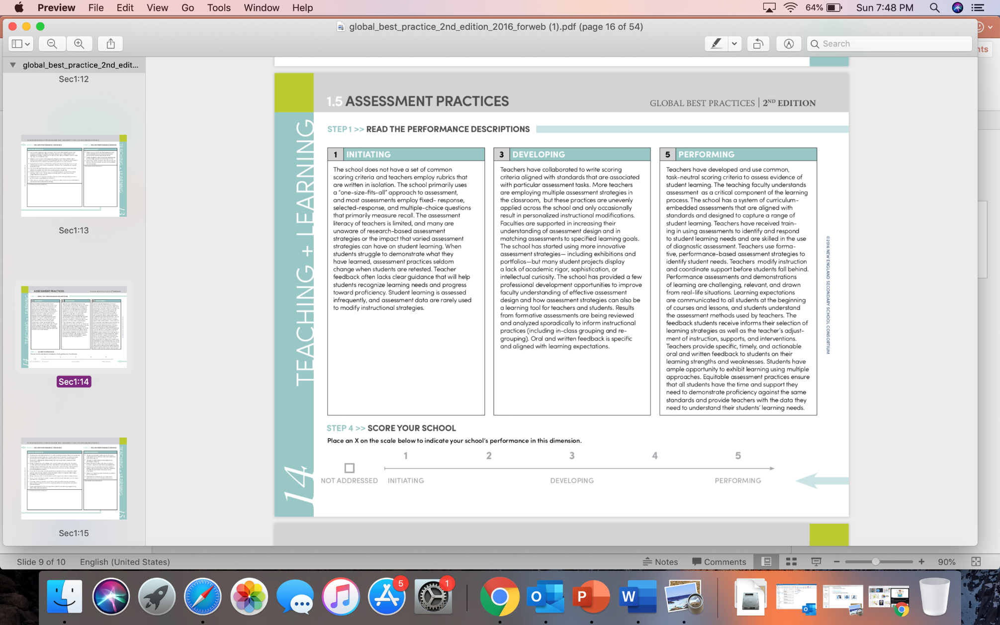 Preview File Edit View Go Tools Window Help
64% Sun 7:48 PM
global_best_practice_2nd_edition_2016_forweb (1).pdf (page 16 of 54)
Search
nts
global_best_practice_2nd_edit...
Sec1:12
Sec1:13
Sec1:14
Sec1:15
1.5 ASSESSMENT PRACTICES
GLOBAL BEST PRACTICES | 2ND EDITION
TEACHING + LEARNING
14
STEP 1 >> READ THE PERFORMANCE DESCRIPTIONS
1 INITIATING
The school does not have a set of common
scoring criteria and teachers employ rubrics that
are written in isolation. The school primarily uses
a "one-size-fits-all" approach to assessment,
and most assessments employ fixed- response,
selected-response, and multiple-choice questions
that primarily measure recall. The assessment
literacy of teachers is limited, and many are
unaware of research-based assessment
strategies or the impact that varied assessment
strategies can have on student learning. When
students struggle to demonstrate what they
have learned, assessment practices seldom
change when students are retested. Teacher
feedback often lacks clear guidance that will help
students recognize learning needs and progress
toward proficiency. Student learning is assessed
infrequently, and assessment data are rarely used
to modify instructional strategies.
3 DEVELOPING
Teachers have collaborated to write scoring
criteria aligned with standards that are associated
with particular assessment tasks. More teachers
are employing multiple assessment strategies in
the classroom, but these practices are unevenly
applied across the school and only occasionally
result in personalized instructional modifications.
Faculties are supported in increasing their
understanding of assessment design and in
matching assessments to specified learning goals.
The school has started using more innovative
assessment strategies— including exhibitions and
portfolios—but many student projects display
a lack of academic rigor, sophistication, or
intellectual curiosity. The school has provided a few
professional development opportunities to improve
faculty understanding of effective assessment
design and how assessment strategies can also be
a learning tool for teachers and students. Results
from formative assessments are being reviewed
and analyzed sporadically to inform instructional
practices (including in-class grouping and re-
grouping). Oral and written feedback is specific
and aligned with learning expectations.
5 PERFORMING
Teachers have developed and use common,
task-neutral scoring criteria to assess evidence of
student learning. The teaching faculty understands
assessment as a critical component of the learning
process. The school has a system of curriculum-
embedded assessments that are aligned with
standards and designed to capture a range of
student learning. Teachers have received train-
ing in using assessments to identify and respond
to student learning needs and are skilled in the use
of diagnostic assessment. Teachers use forma-
tive, performance-based assessment strategies to
identify student needs. Teachers modify instruction
and coordinate support before students fall behind.
Performance assessments and demonstrations
of learning are challenging, relevant, and drawn
from real-life situations. Learning expectations
are communicated to all students at the beginning
of courses and lessons, and students understand
the assessment methods used by teachers. The
feedback students receive informs their selection of
learning strategies as well as the teacher's adjust-
ment of instruction, supports, and interventions.
Teachers provide specific, timely, and actionable
oral and written feedback to students on their
learning strengths and weaknesses. Students have
ample opportunity to exhibit learning using multiple
approaches. Equitable assessment practices ensure
that all students have the time and support they
need to demonstrate proficiency against the same
standards and provide teachers with the data they
need to understand their students' learning needs.
©2016 NEW ENGLAND SECONDARY SCHOOL CONSORTIUM
STEP 4 >> SCORE YOUR SCHOOL
Place an X on the scale below to indicate your school's performance in this dimension.
1 2 3 4 5
NOT ADDRESSED INITIATING DEVELOPING PERFORMING
Slide 9 of 10 English (United States)
Notes Comments 90%
5
1